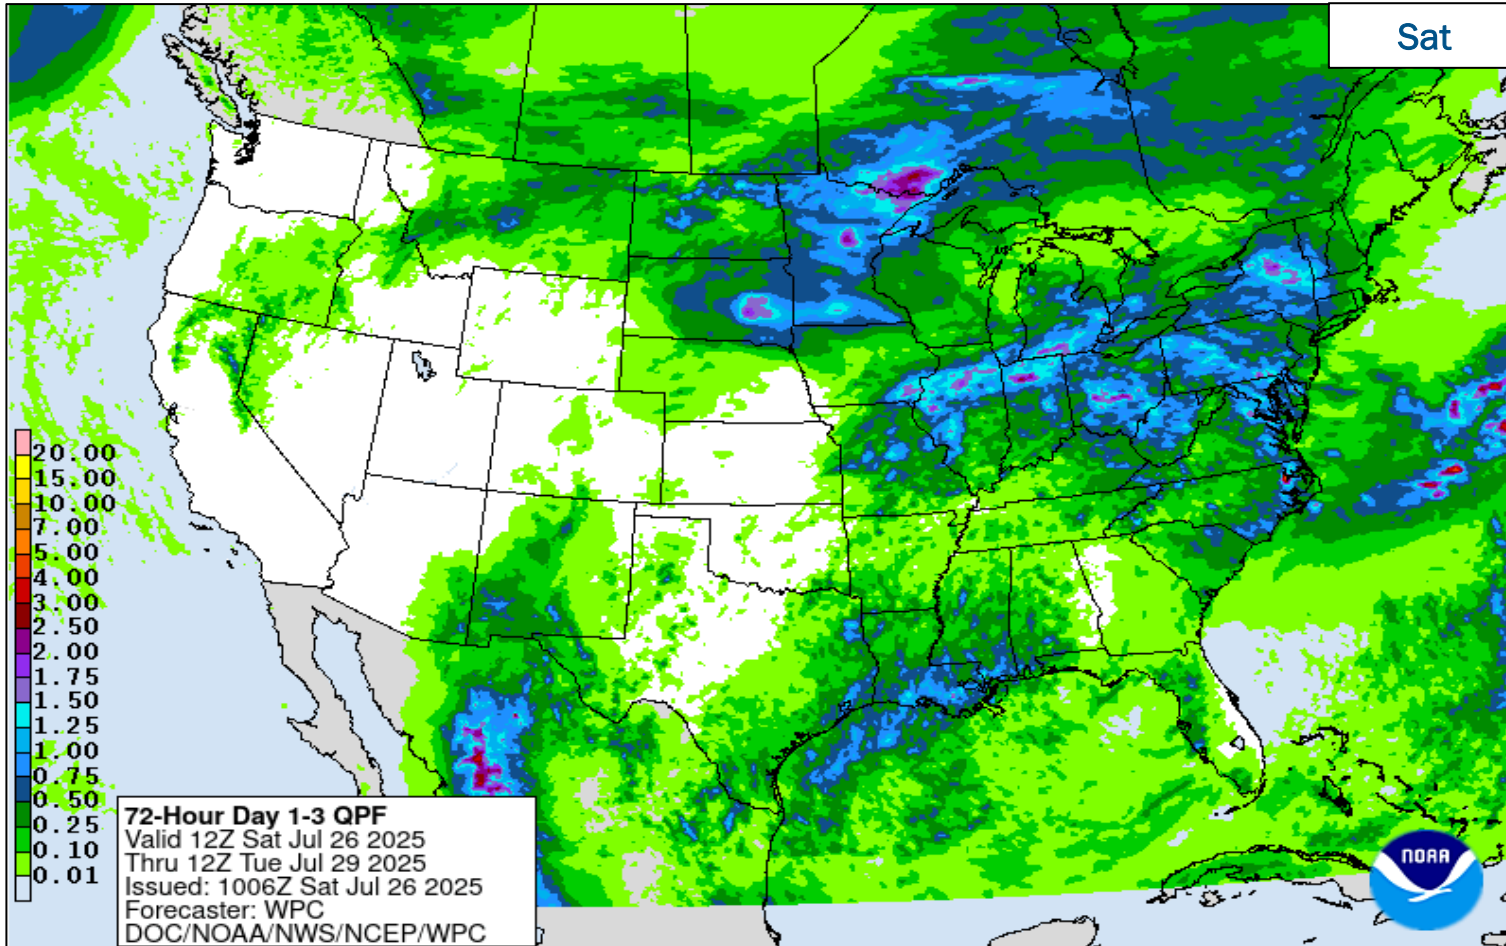 Sat
20.00
15.00
10.00
7.00
5.00
4.00
3.00
2.50
2.00
1.75
1.50
1.25
1.00
0.75
0.50
0.25
0.10
0.01
72-Hour Day 1-3 QPF
Valid 12Z Sat Jul 26 2025
Thru 12Z Tue Jul 29 2025
Issued: 1006Z Sat Jul 26 2025
Forecaster: WPC
DOC/NOAA/NWS/NCEP/WPC
NOAA